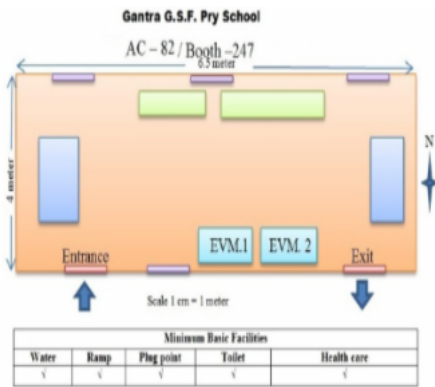 Gantra G.S.F. Pry School
AC – 82 / Booth –247
6.5 meter
4 meter
N
EVM.1 EVM. 2
Entrance Exit
Scale 1 cm = 1 meter
Minimum Basic Facilities
Water Ramp Plug point Toilet Health care
√ √ √ √ √